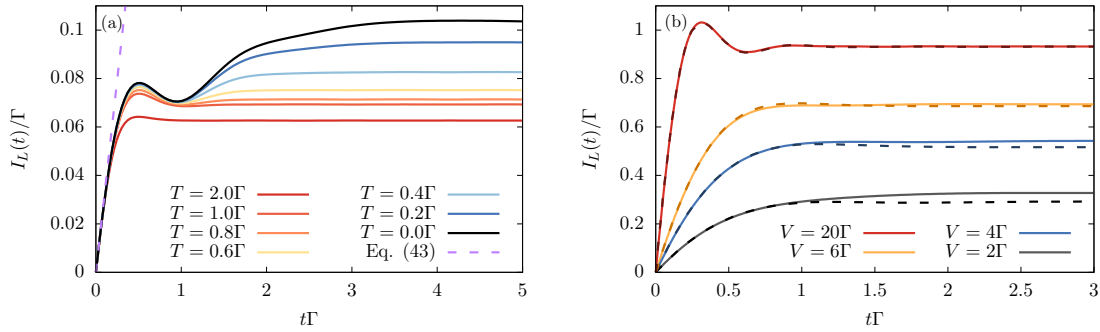 (a)
I_L(t)/Γ
0.1
0.08
0.06
0.04
0.02
0
T = 2.0Γ
T = 1.0Γ
T = 0.8Γ
T = 0.6Γ
T = 0.4Γ
T = 0.2Γ
T = 0.0Γ
Eq. (43)
0 1 2 3 4 5
tΓ
(b)
I_L(t)/Γ
1
0.8
0.6
0.4
0.2
0
V = 20Γ
V = 6Γ
V = 4Γ
V = 2Γ
0 0.5 1 1.5 2 2.5 3
tΓ